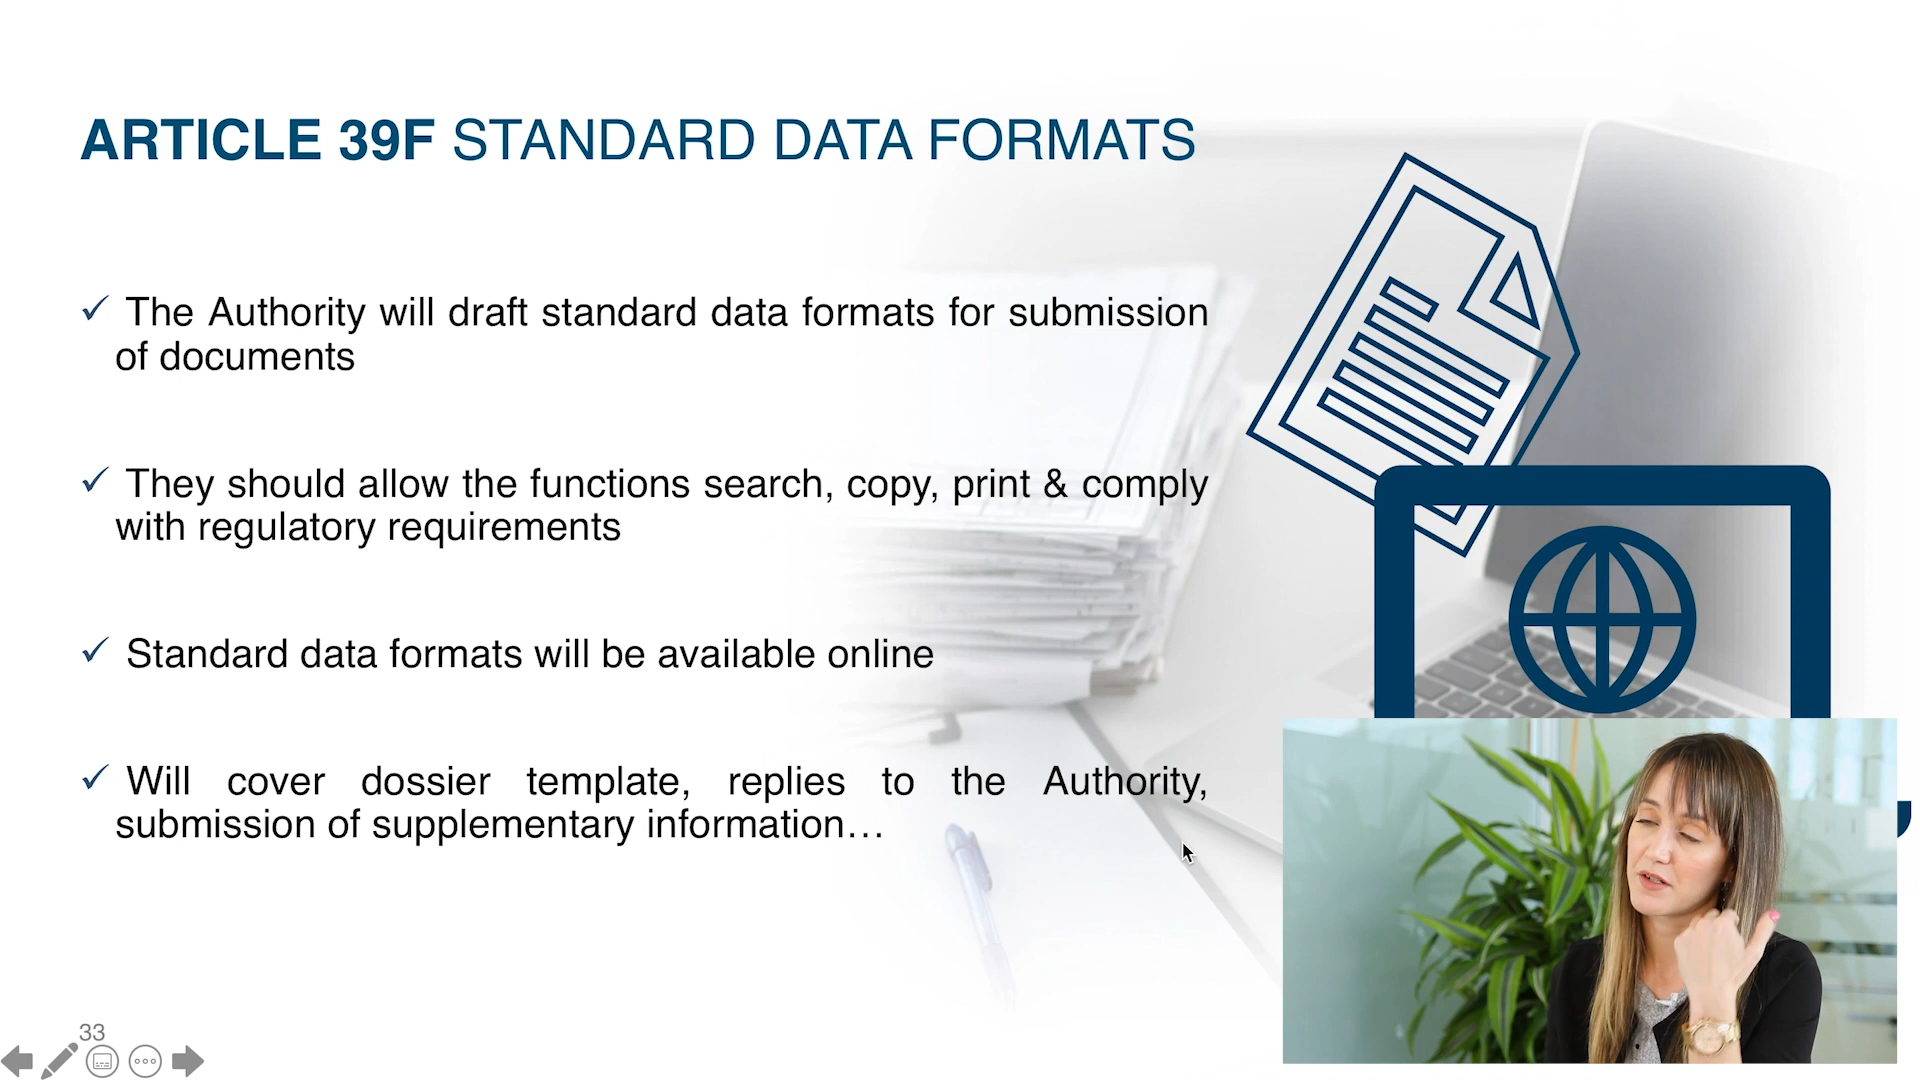 ARTICLE 39F STANDARD DATA FORMATS
✓ The Authority will draft standard data formats for submission
of documents
✓ They should allow the functions search, copy, print & comply
with regulatory requirements
✓ Standard data formats will be available online
✓ Will cover dossier template, replies to the Authority,
submission of supplementary information…
33